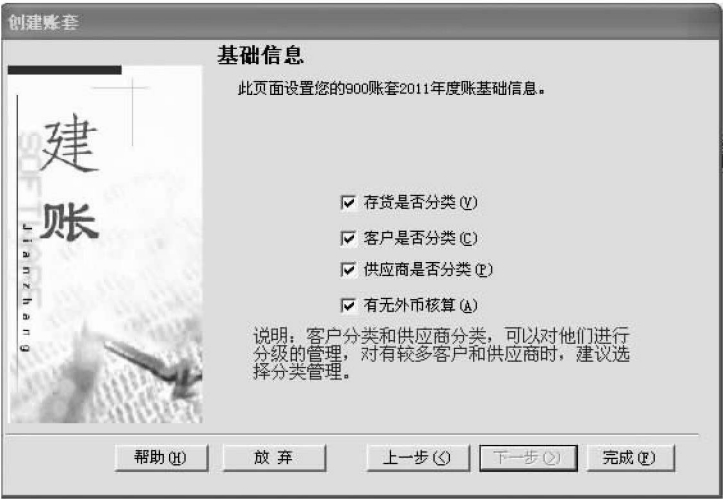 创建账套
基础信息
此页面设置您的900账套2011年度账基础信息。
建
账
SOFTWARE
Jianzhang
存货是否分类(Y)
客户是否分类(C)
供应商是否分类(P)
有无外币核算(A)
说明：客户分类和供应商分类，可以对他们进行
分级的管理，对有较多客户和供应商时，建议选
择分类管理。
帮助(H)
放 弃
上一步(<)
下一步(>)
完成(F)